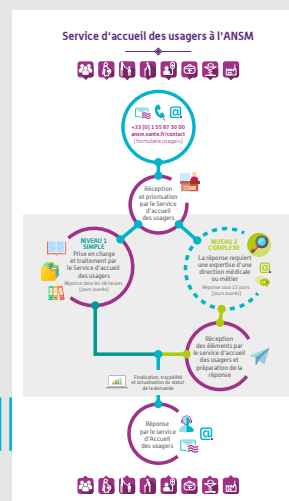 Service d'accueil des usagers à l'ANSM
+33 (0) 1 55 87 30 00
ansm.sante.fr/contact
(formulaire usagers)
Réception
et priorisation
par le Service
d'accueil
des usagers
NIVEAU 1
SIMPLE
Prise en charge
et traitement par
le Service d'accueil
des usagers
Réponse dans les 48 heures
(jours ouvrés)
NIVEAU 2
COMPLEXE
La réponse requiert
une expertise d'une
direction médicale
ou métier
Réponse sous 15 jours
(jours ouvrés)
Réception
des éléments par
le service d'accueil
des usagers et
préparation de la
réponse
Finalisation, traçabilité
et actualisation du statut
de la demande
Réponse
par le service
d'Accueil
des usagers